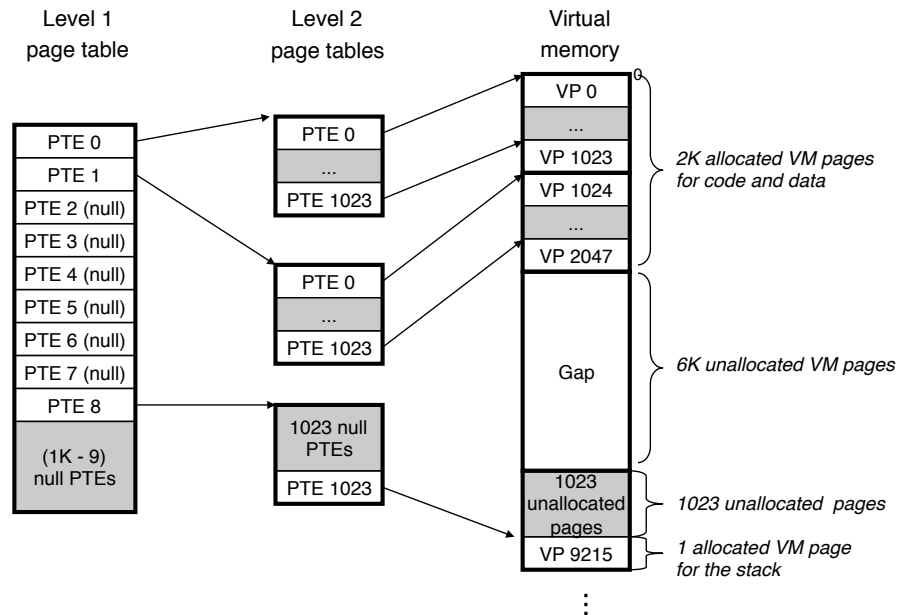 Level 1
page table
Level 2
page tables
Virtual
memory
PTE 0
PTE 1
PTE 2 (null)
PTE 3 (null)
PTE 4 (null)
PTE 5 (null)
PTE 6 (null)
PTE 7 (null)
PTE 8
(1K - 9)
null PTEs
PTE 0
...
PTE 1023
PTE 0
...
PTE 1023
1023 null
PTEs
PTE 1023
0
VP 0
...
VP 1023
VP 1024
...
VP 2047
Gap
1023
unallocated
pages
VP 9215
2K allocated VM pages
for code and data
6K unallocated VM pages
1023 unallocated pages
1 allocated VM page
for the stack